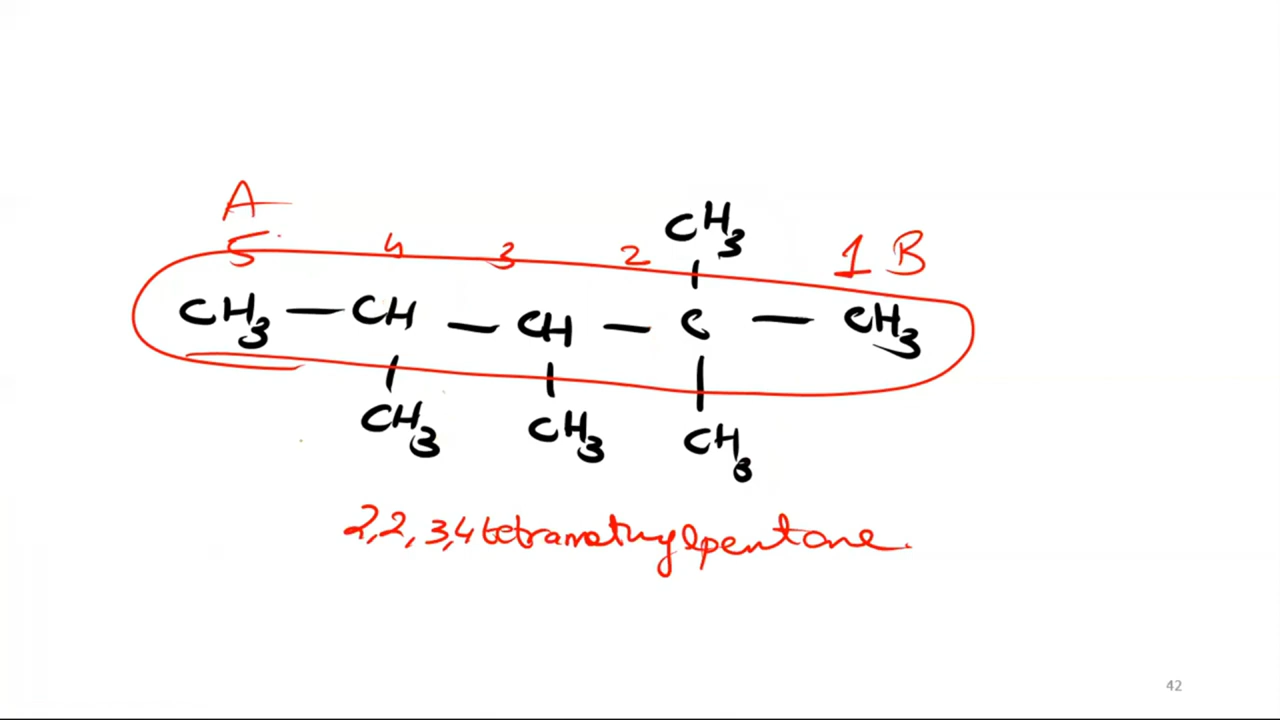 A
CH3
5 4 3 2 1 B
CH3 — CH — CH — C — CH3
CH3 CH3 CH3
2,2,3,4 tetramethylpentane.
42